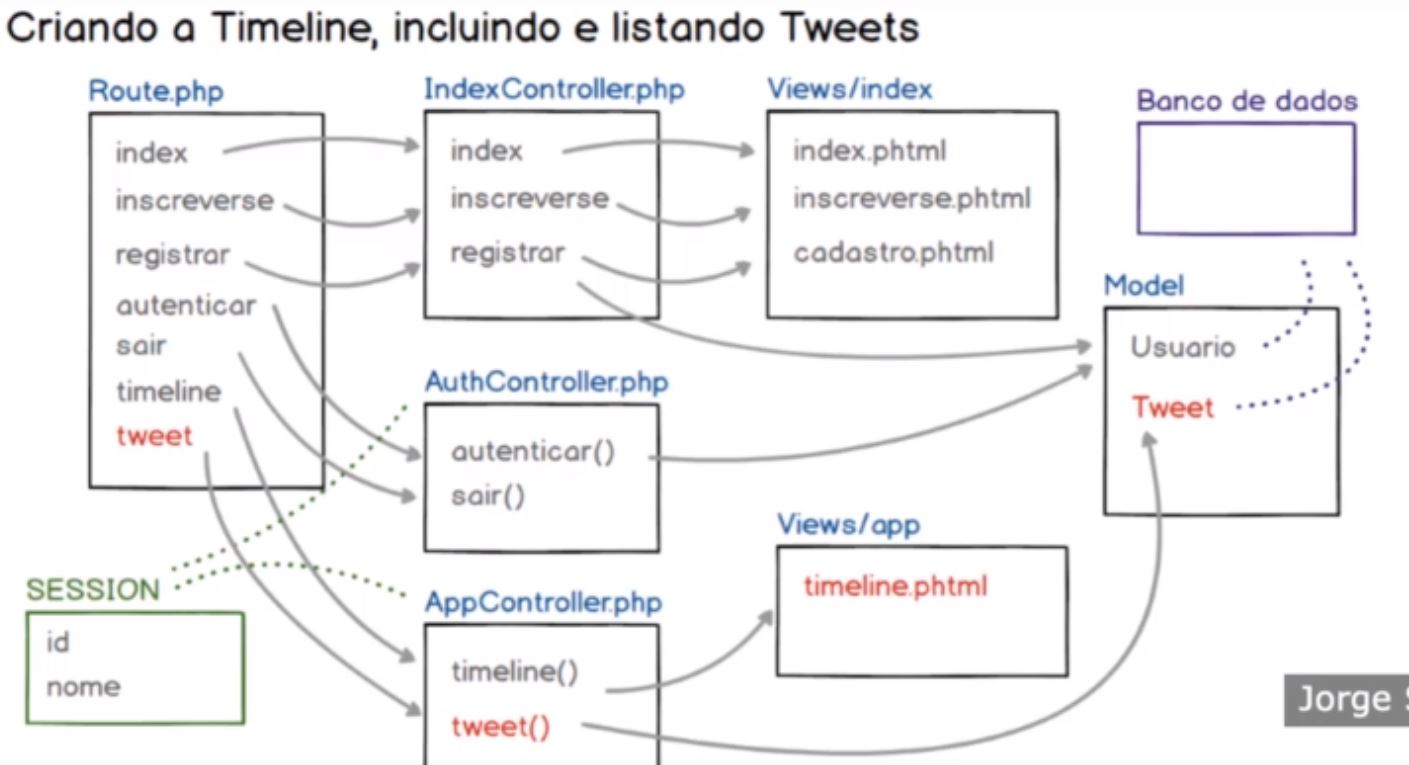 Criando a Timeline, incluindo e listando Tweets
Route.php
index
inscreverse
registrar
autenticar
sair
timeline
tweet
IndexController.php
index
inscreverse
registrar
Views/index
index.phtml
inscreverse.phtml
cadastro.phtml
Banco de dados
Model
Usuario
Tweet
AuthController.php
autenticar()
sair()
Views/app
timeline.phtml
SESSION
id
nome
AppController.php
timeline()
tweet()
Jorge